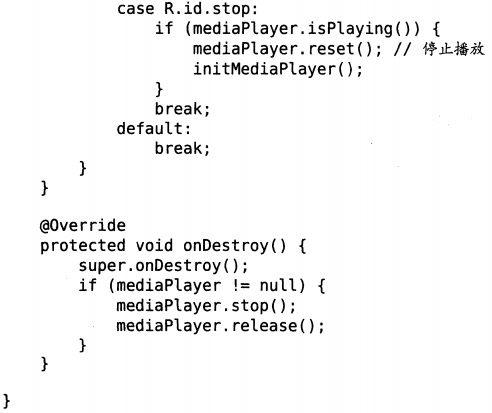 case R.id.stop:
                if (mediaPlayer.isPlaying()) {
                    mediaPlayer.reset(); // 停止播放
                    initMediaPlayer();
                }
                break;
            default:
                break;
        }
    }

    @Override
    protected void onDestroy() {
        super.onDestroy();
        if (mediaPlayer != null) {
            mediaPlayer.stop();
            mediaPlayer.release();
        }
    }

}